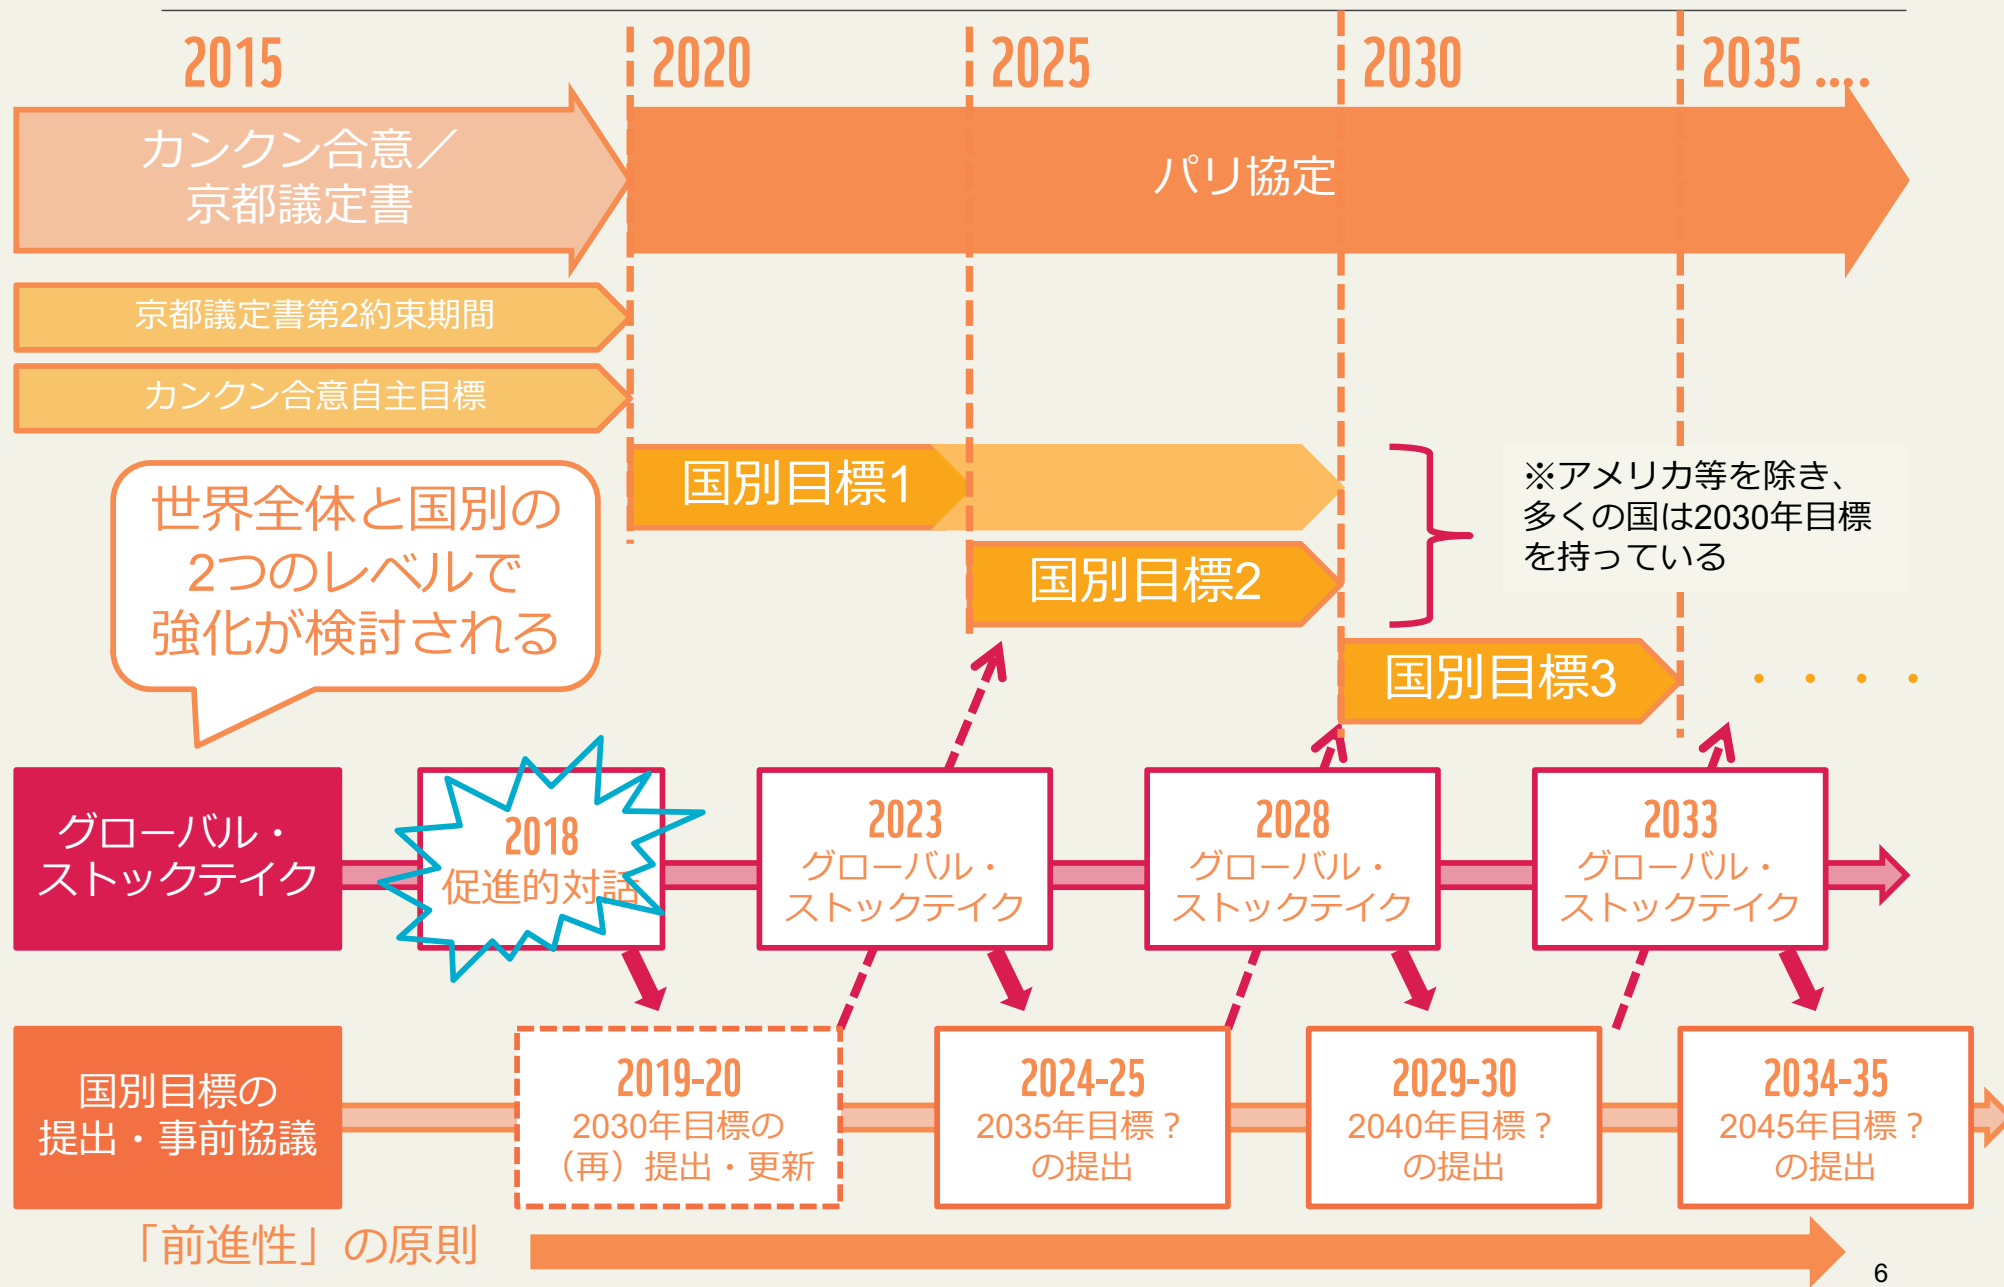 2015
2020
2025
2030
2035 ....
カンクン合意／
京都議定書
パリ協定
京都議定書第2約束期間
カンクン合意自主目標
国別目標1
国別目標2
国別目標3
・・・・
※アメリカ等を除き、
多くの国は2030年目標
を持っている
世界全体と国別の
2つのレベルで
強化が検討される
グローバル・
ストックテイク
2018
促進的対話
2023
グローバル・
ストックテイク
2028
グローバル・
ストックテイク
2033
グローバル・
ストックテイク
国別目標の
提出・事前協議
2019-20
2030年目標の
（再）提出・更新
2024-25
2035年目標？
の提出
2029-30
2040年目標？
の提出
2034-35
2045年目標？
の提出
「前進性」の原則
6